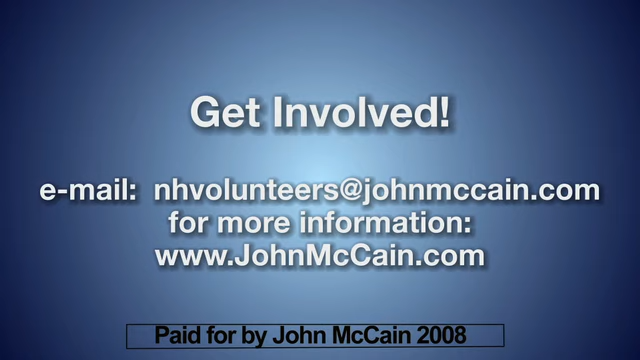 Get Involved!
e-mail: nhvolunteers@johnmccain.com
for more information:
www.JohnMcCain.com
Paid for by John McCain 2008